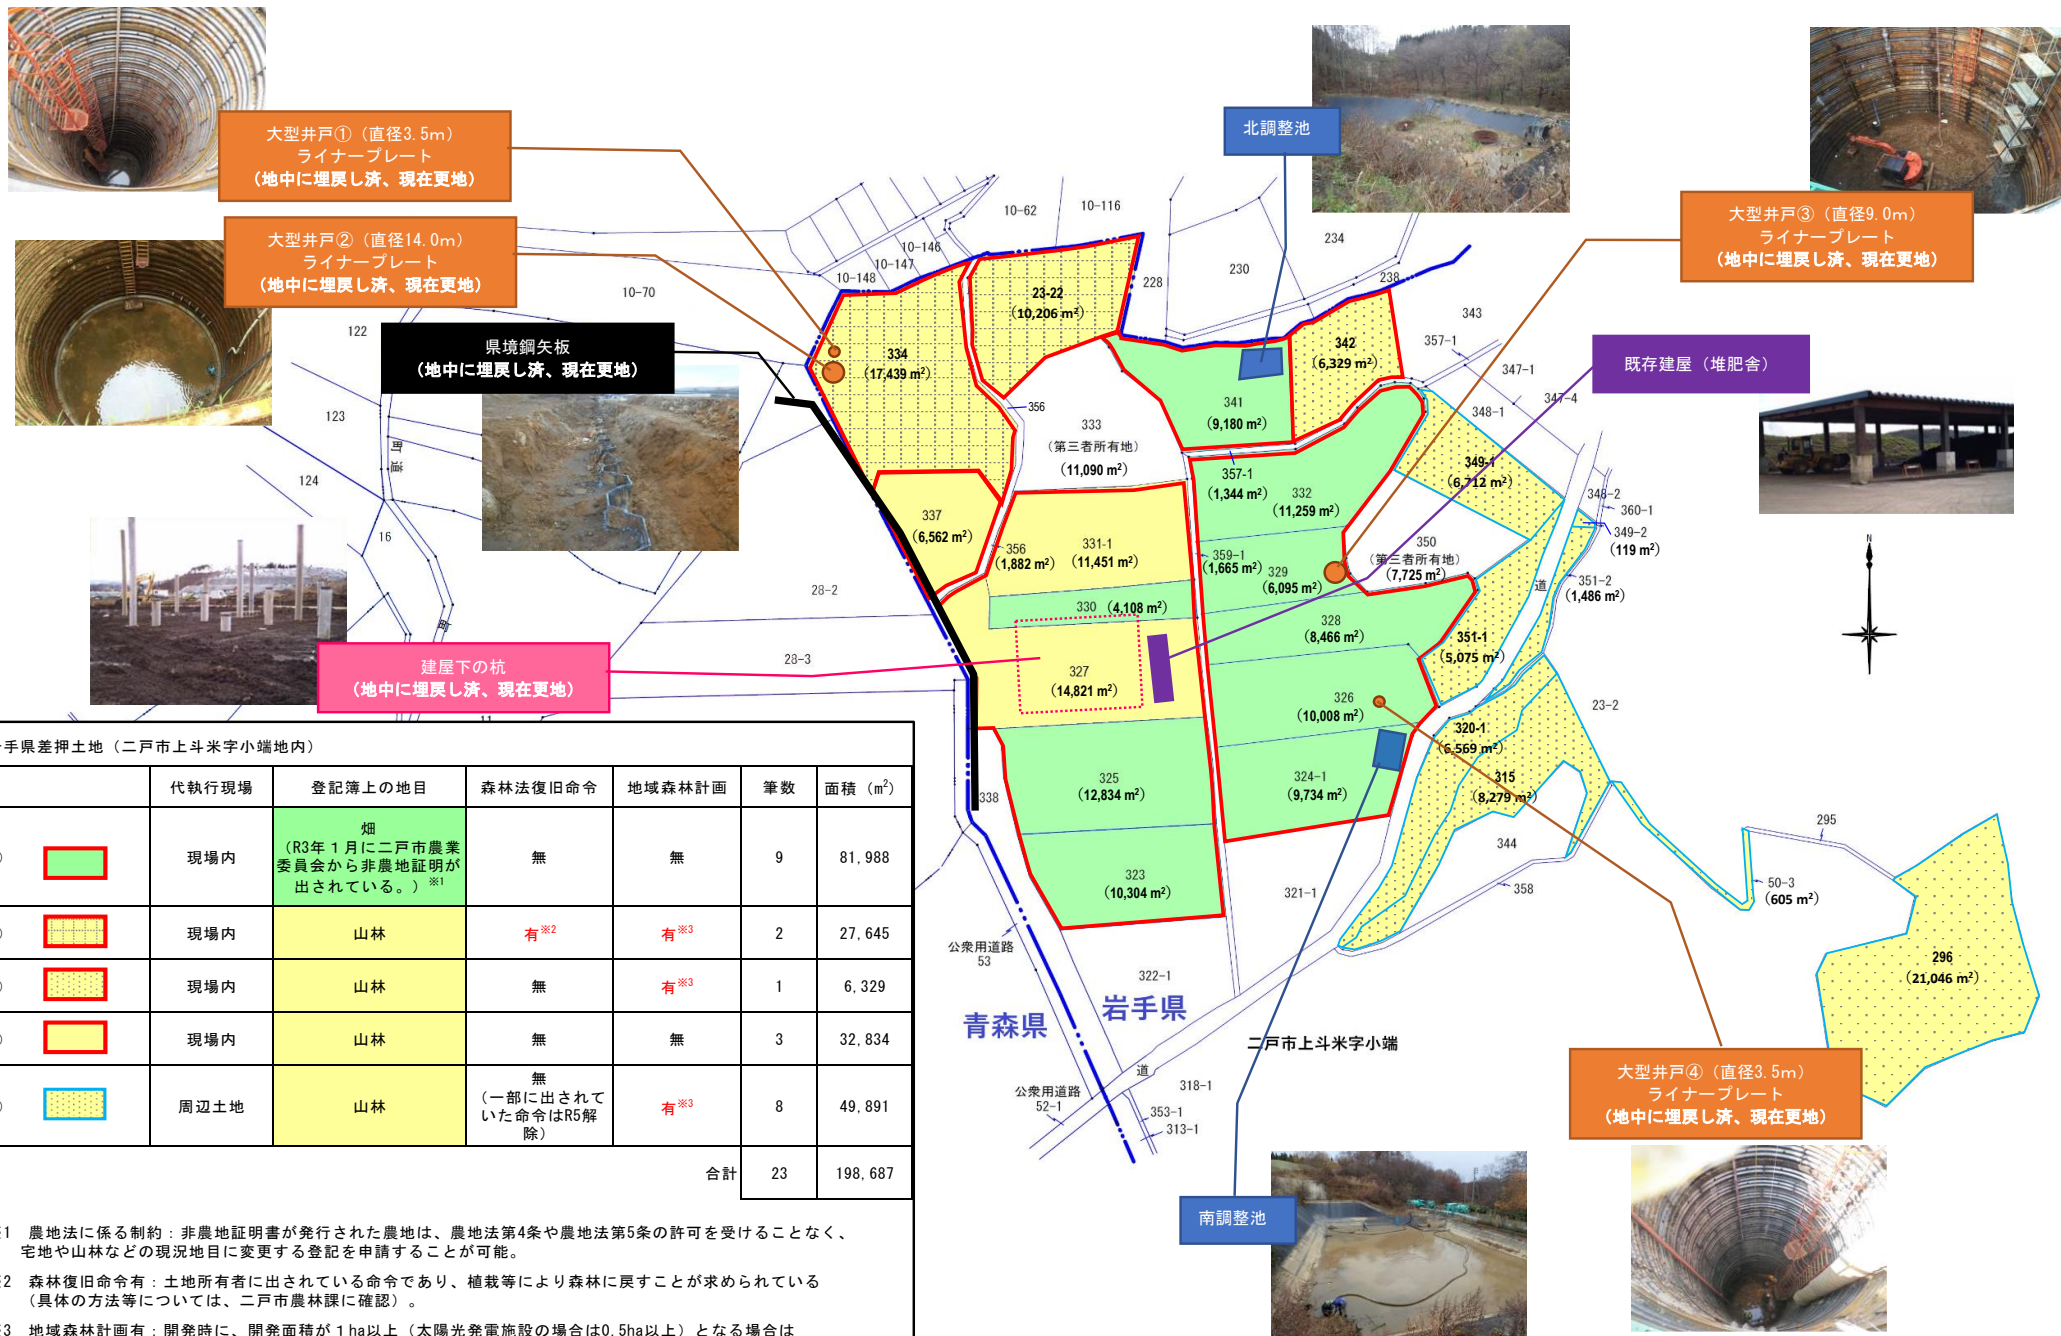 大型井戸①（直径3.5m）
ライナープレート
（地中に埋戻し済、現在更地）
大型井戸②（直径14.0m）
ライナープレート
（地中に埋戻し済、現在更地）
県境鋼矢板
（地中に埋戻し済、現在更地）
建屋下の杭
（地中に埋戻し済、現在更地）
北調整池
大型井戸③（直径9.0m）
ライナープレート
（地中に埋戻し済、現在更地）
既存建屋（堆肥舎）
大型井戸④（直径3.5m）
ライナープレート
（地中に埋戻し済、現在更地）
南調整池
10-62
10-116
10-146
10-147
10-148
10-70
122
123
124
16
町道
町
11
28-2
28-3
228
230
234
238
343
357-1
347-1
347-4
348-1
348-2
360-1
23-22
（10,206 m²）
334
（17,439 m²）
342
（6,329 m²）
341
（9,180 m²）
356
333
（第三者所有地）
（11,090 m²）
357-1
（1,344 m²）
332
（11,259 m²）
349-1
（6,712 m²）
349-2
（119 m²）
337
（6,562 m²）
356
（1,882 m²）
331-1
（11,451 m²）
359-1
（1,665 m²）
329
（6,095 m²）
350
（第三者所有地）
（7,725 m²）
道
351-2
（1,486 m²）
330 （4,108 m²）
328
（8,466 m²）
351-1
（5,075 m²）
327
（14,821 m²）
326
（10,008 m²）
23-2
320-1
（6,569 m²）
315
（8,279 m²）
325
（12,834 m²）
324-1
（9,734 m²）
338
344
358
323
（10,304 m²）
321-1
322-1
295
50-3
（605 m²）
296
（21,046 m²）
公衆用道路
53
青森県
岩手県
二戸市上斗米字小端
公衆用道路
52-1
道
318-1
353-1
313-1
N
手県差押土地（二戸市上斗米字小端地内）
代執行現場 登記簿上の地目 森林法復旧命令 地域森林計画 筆数 面積（m²）
現場内 畑
（R3年１月に二戸市農業
委員会から非農地証明が
出されている。）※1
無 無 9 81,988
現場内 山林 有※2 有※3 2 27,645
現場内 山林 無 有※3 1 6,329
現場内 山林 無 無 3 32,834
周辺土地 山林 無
（一部に出されて
いた命令はR5解
除）
有※3 8 49,891
合計 23 198,687
1 農地法に係る制約：非農地証明書が発行された農地は、農地法第4条や農地法第5条の許可を受けることなく、
宅地や山林などの現況地目に変更する登記を申請することが可能。
2 森林復旧命令有：土地所有者に出されている命令であり、植栽等により森林に戻すことが求められている
（具体の方法等については、二戸市農林課に確認）。
3 地域森林計画有：開発時に、開発面積が１ha以上（太陽光発電施設の場合は0.5ha以上）となる場合は